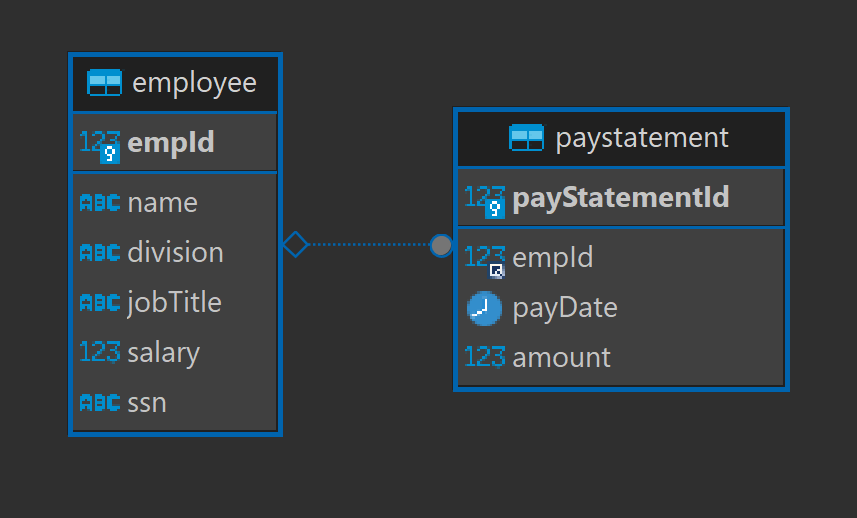 employee
123 empId
ABC name
ABC division
ABC jobTitle
123 salary
ABC ssn
paystatement
123 payStatementId
123 empId
payDate
123 amount